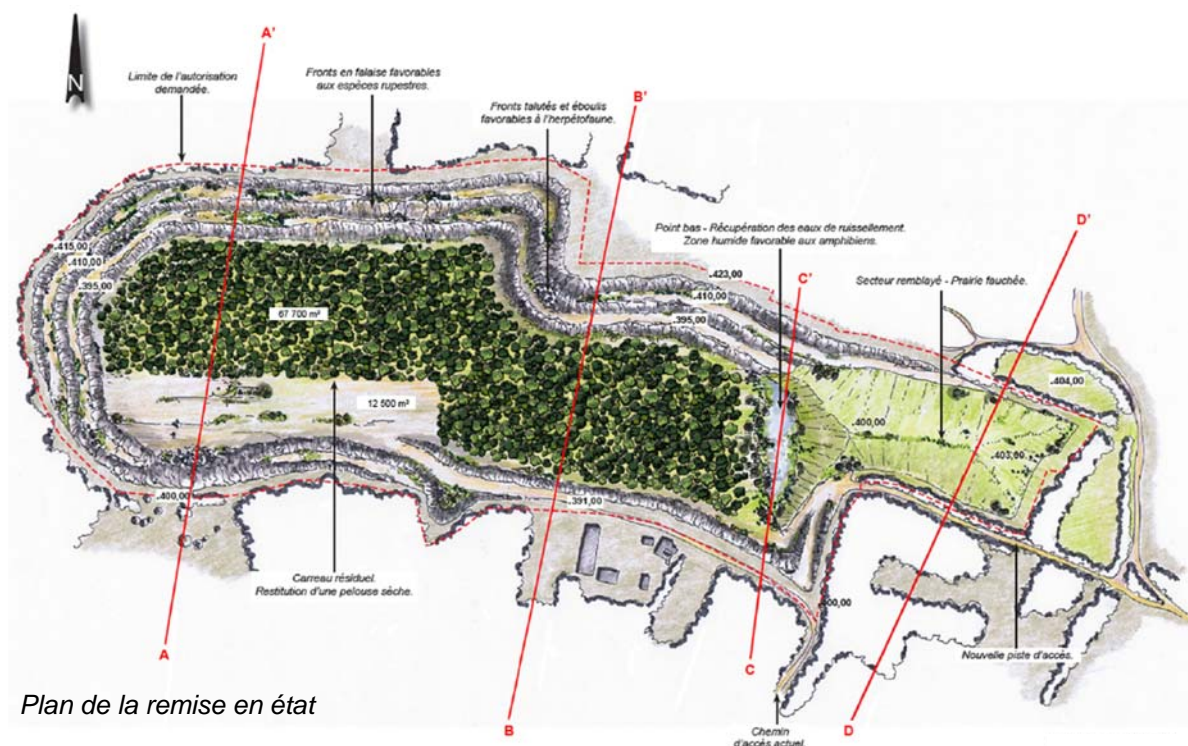 A'
N
Limite de l'autorisation
demandée.
Fronts en falaise favorables
aux espèces rupestres.
Fronts talutés et éboulis
favorables à l'herpétofaune.
B'
Point bas - Récupération des eaux de ruissellement.
Zone humide favorable aux amphibiens.
D'
C'
Secteur remblayé - Prairie fauchée.
.415,00
.410,00
.395,00
.423,00
.410,00
.395,00
67 700 m²
12 500 m²
.404,00
.400,00
.403,00
.400,00
.391,00
Carreau résiduel.
Restitution d'une pelouse sèche.
Nouvelle piste d'accès.
A
B
C
D
Chemin
d'accès actuel.
Plan de la remise en état